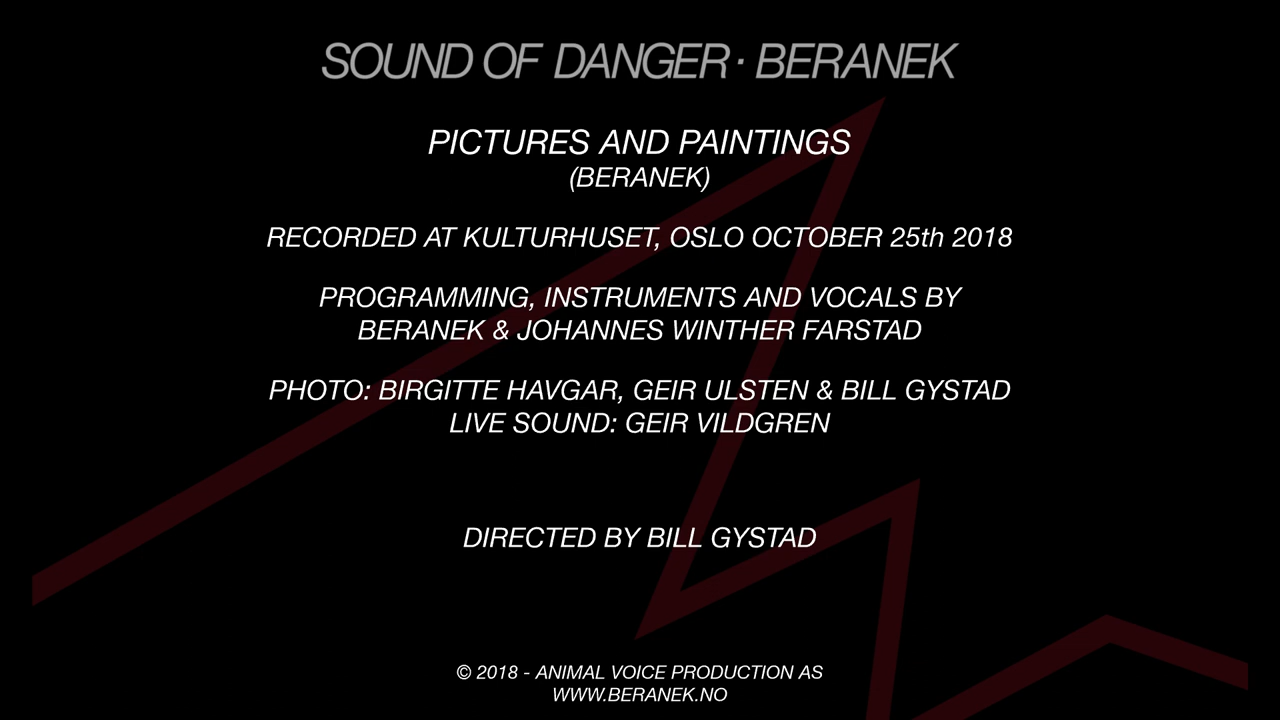 SOUND OF DANGER · BERANEK
PICTURES AND PAINTINGS
(BERANEK)
RECORDED AT KULTURHUSET, OSLO OCTOBER 25th 2018
PROGRAMMING, INSTRUMENTS AND VOCALS BY
BERANEK & JOHANNES WINTHER FARSTAD
PHOTO: BIRGITTE HAVGAR, GEIR ULSTEN & BILL GYSTAD
LIVE SOUND: GEIR VILDGREN
DIRECTED BY BILL GYSTAD
© 2018 - ANIMAL VOICE PRODUCTION AS
WWW.BERANEK.NO